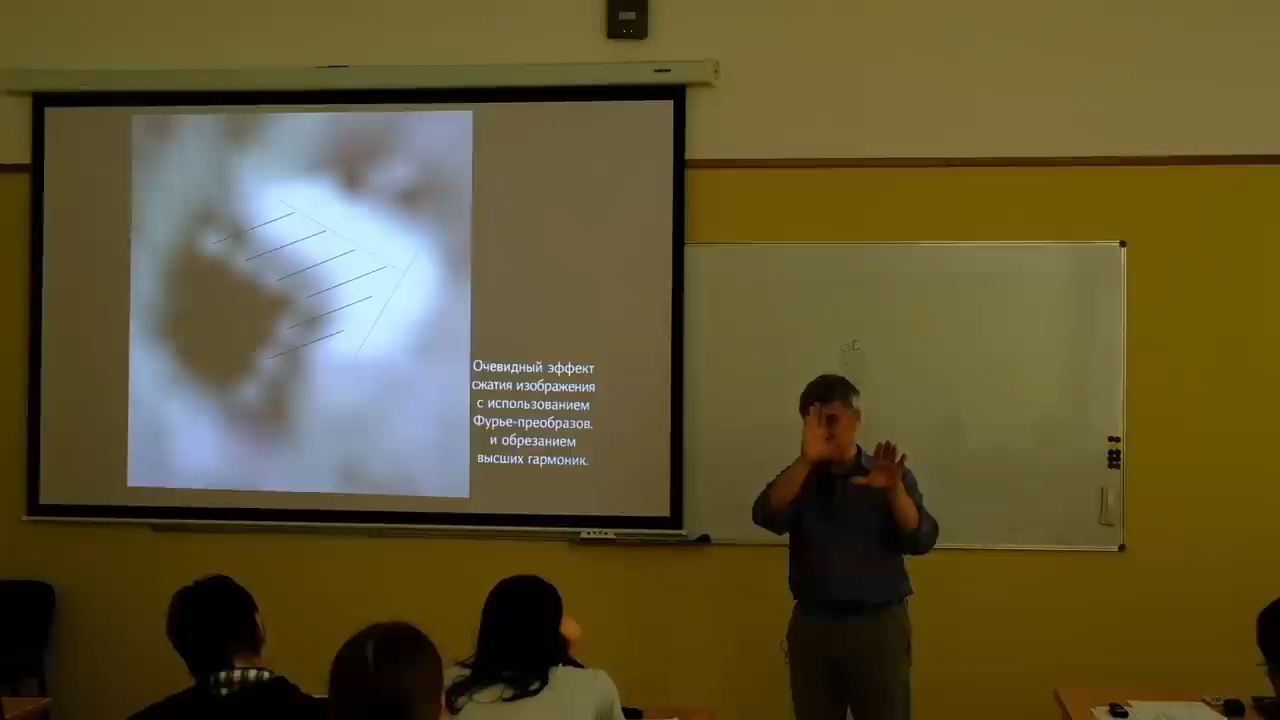 Очевидный эффект
сжатия изображения
с использованием
Фурье-преобразов.
и обрезанием
высших гармоник.